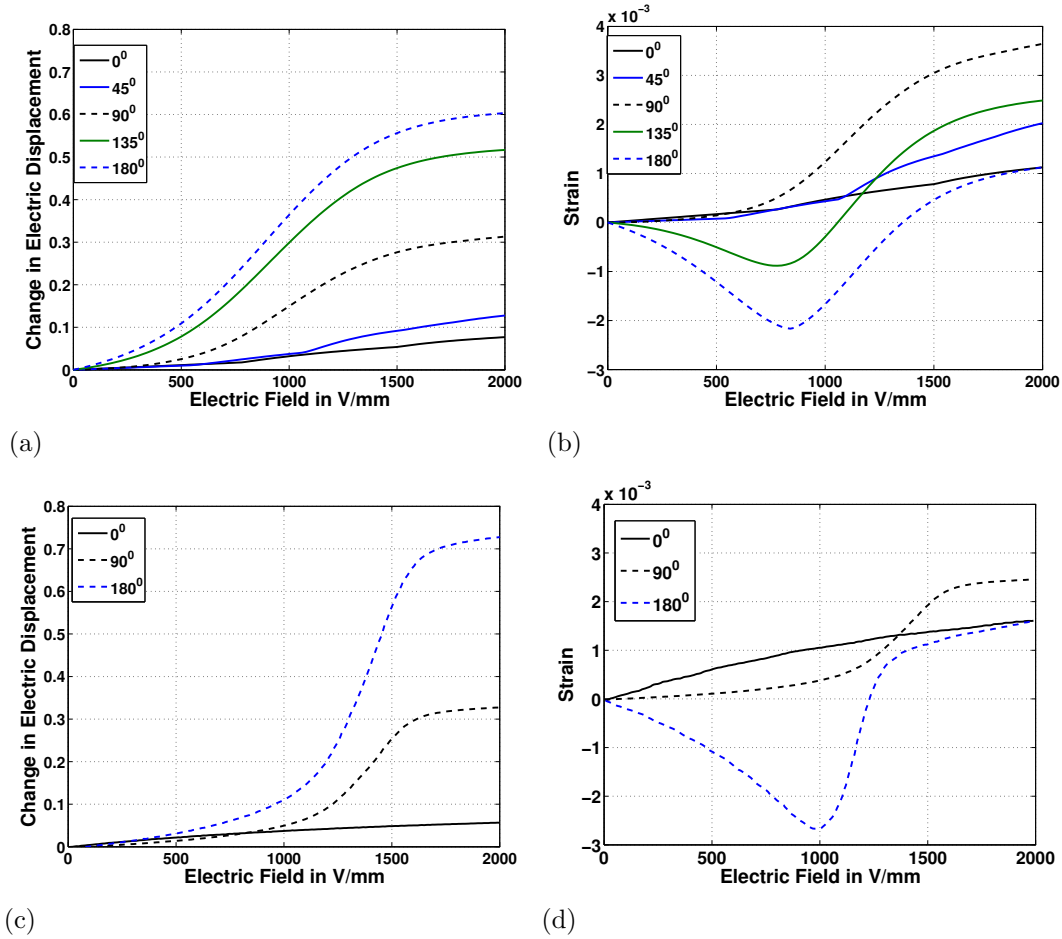 0.8
0.7
0.6
0.5
0.4
0.3
0.2
0.1
0
Change in Electric Displacement
0⁰
45⁰
90⁰
135⁰
180⁰
0 500 1000 1500 2000
Electric Field in V/mm
(a)
x 10⁻³
4
3
2
1
0
−1
−2
−3
Strain
0⁰
45⁰
90⁰
135⁰
180⁰
0 500 1000 1500 2000
Electric Field in V/mm
(b)
0.8
0.7
0.6
0.5
0.4
0.3
0.2
0.1
0
Change in Electric Displacement
0⁰
90⁰
180⁰
0 500 1000 1500 2000
Electric Field in V/mm
(c)
x 10⁻³
4
3
2
1
0
−1
−2
−3
Strain
0⁰
90⁰
180⁰
0 500 1000 1500 2000
Electric Field in V/mm
(d)